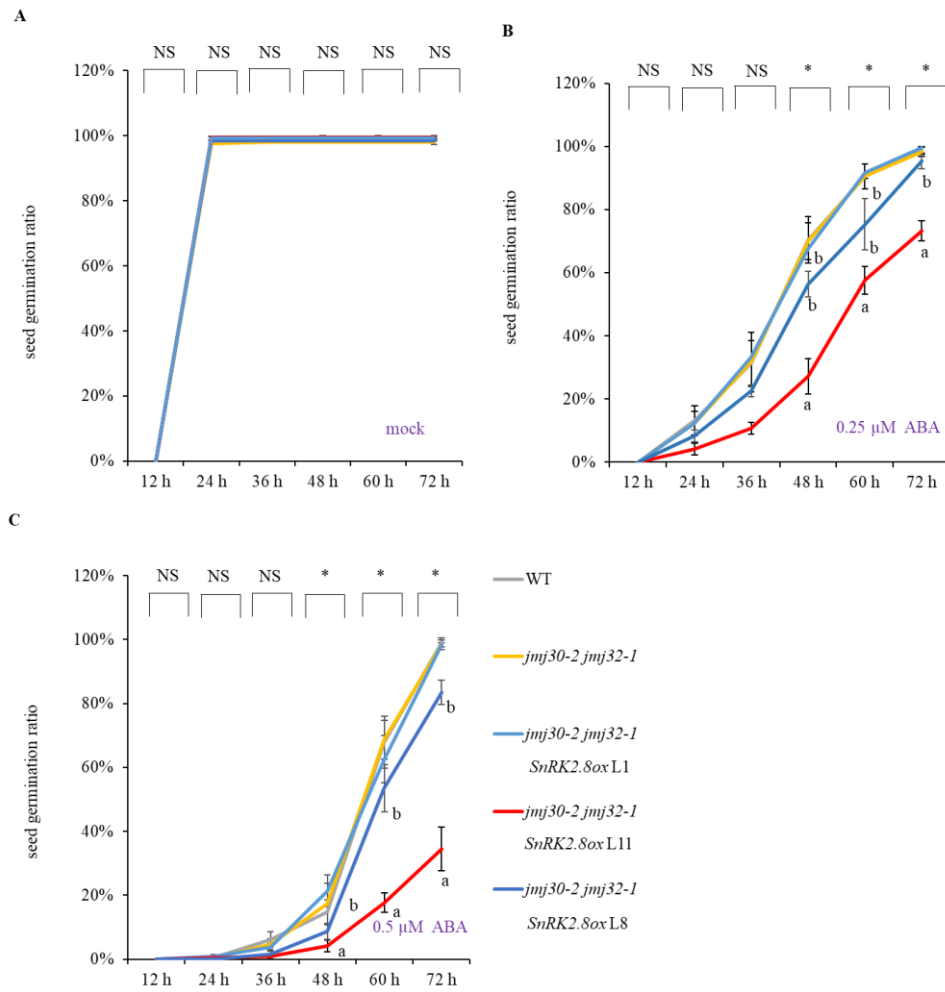 A
NS NS NS NS NS NS
120%
100%
80%
60%
40%
20%
0%
seed germination ratio
mock
12 h 24 h 36 h 48 h 60 h 72 h
B
NS NS NS * * *
120%
100%
80%
60%
40%
20%
0%
seed germination ratio
b
b
b
b
a
a
a
0.25 μM ABA
12 h 24 h 36 h 48 h 60 h 72 h
C
NS NS NS * * *
120%
100%
80%
60%
40%
20%
0%
seed germination ratio
b
b
b
a
a
a
0.5 μM ABA
12 h 24 h 36 h 48 h 60 h 72 h
WT
jmj30-2 jmj32-1
jmj30-2 jmj32-1
SnRK2.8ox L1
jmj30-2 jmj32-1
SnRK2.8ox L11
jmj30-2 jmj32-1
SnRK2.8ox L8